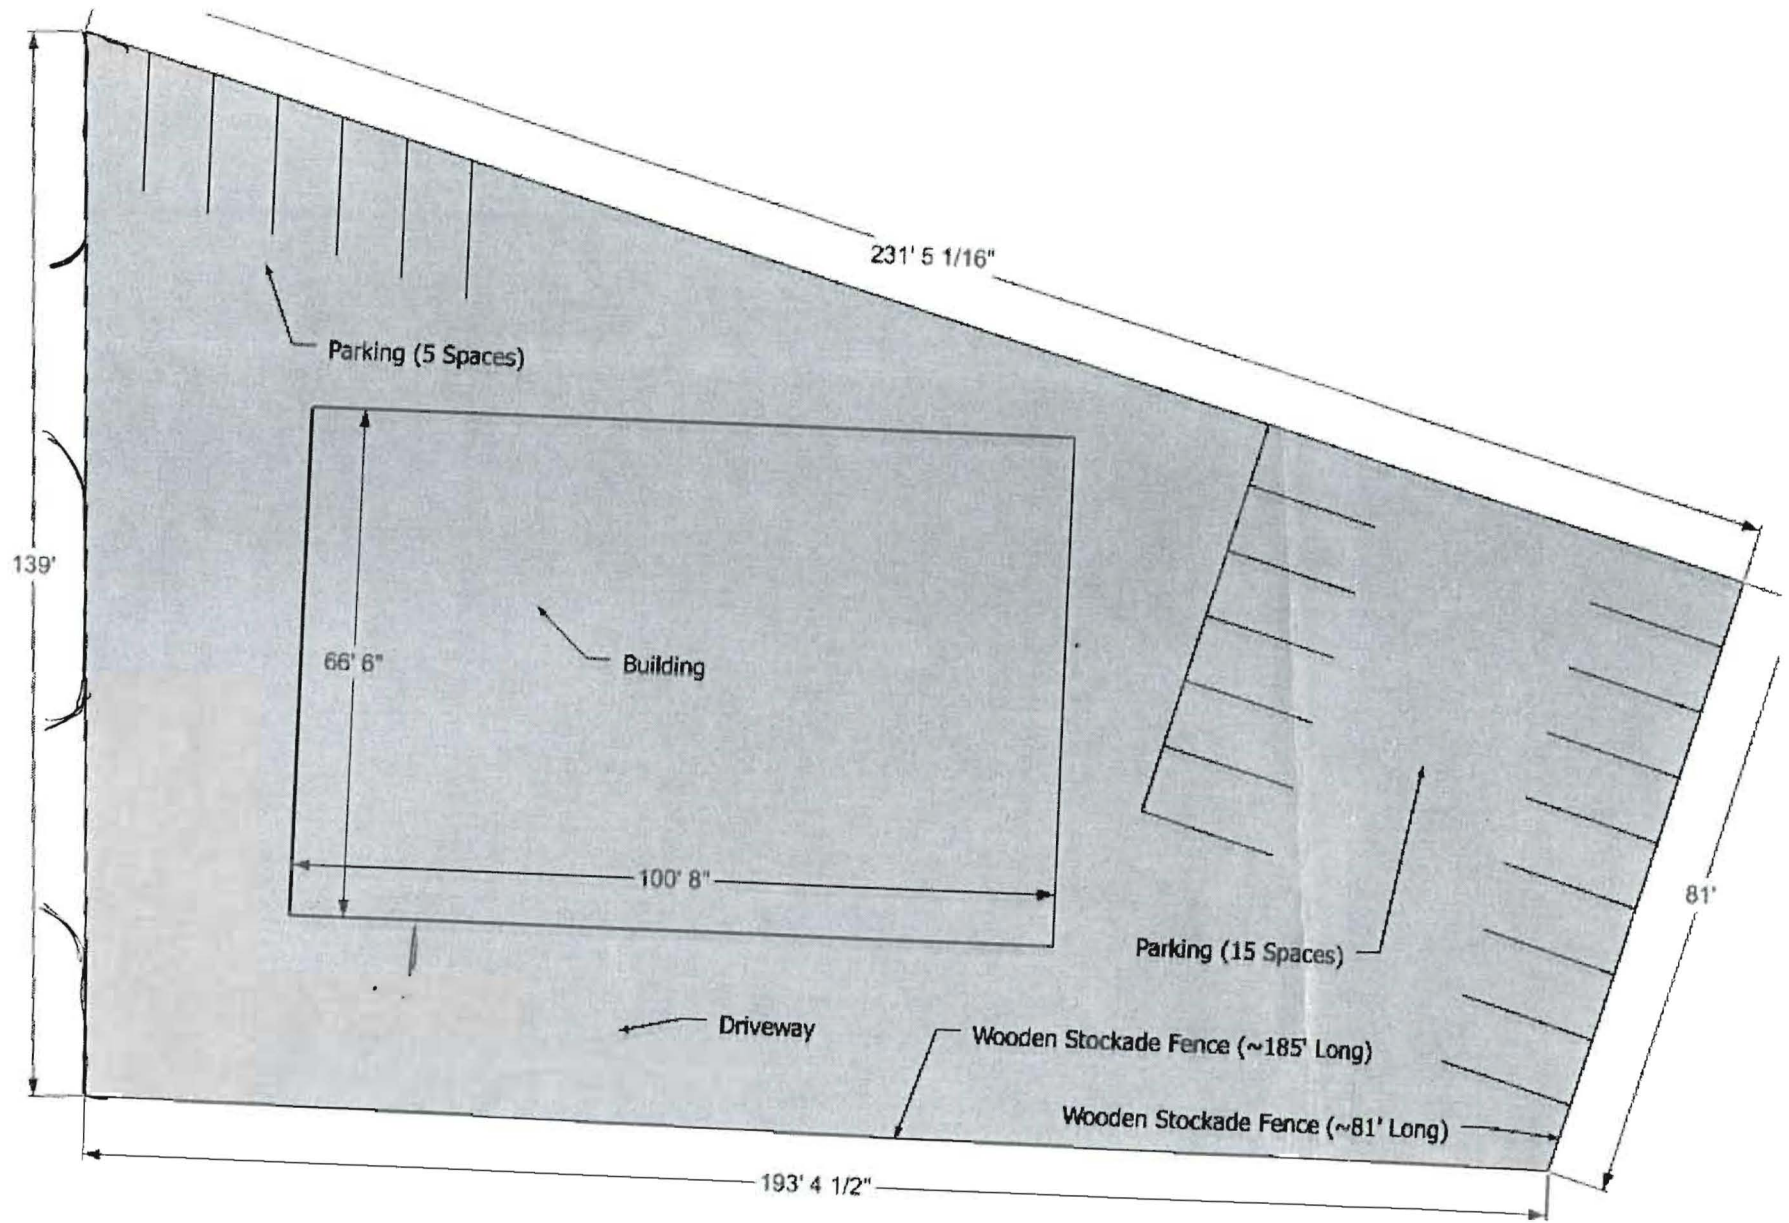 231' 5 1/16"
Parking (5 Spaces)
139'
66' 6"
Building
100' 8"
81'
Parking (15 Spaces)
Driveway
Wooden Stockade Fence (~185' Long)
Wooden Stockade Fence (~81' Long)
193' 4 1/2"